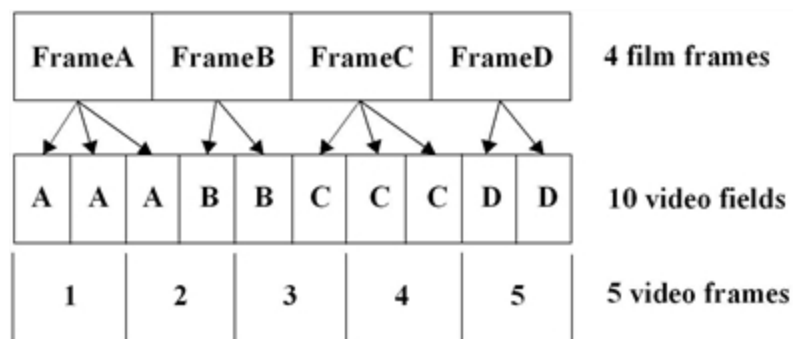 FrameA FrameB FrameC FrameD 4 film frames
A A A B B C C C D D 10 video fields
1 2 3 4 5 5 video frames